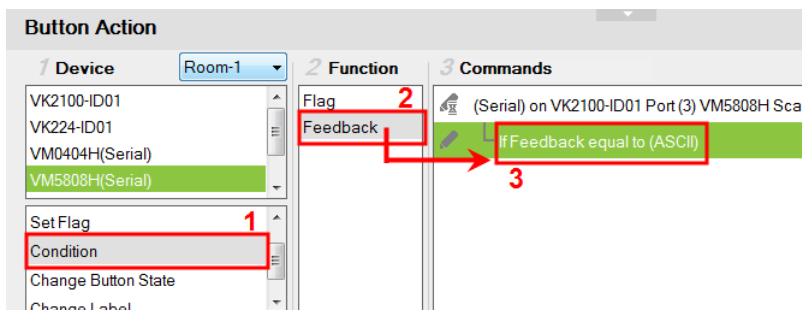 Button Action
1 Device Room-1
2 Function
3 Commands
VK2100-ID01
VK224-ID01
VM0404H(Serial)
VM5808H(Serial)
Set Flag 1
Condition
Change Button State
Change Label
Flag 2
Feedback
(Serial) on VK2100-ID01 Port (3) VM5808H Sca
If Feedback equal to (ASCII)
3